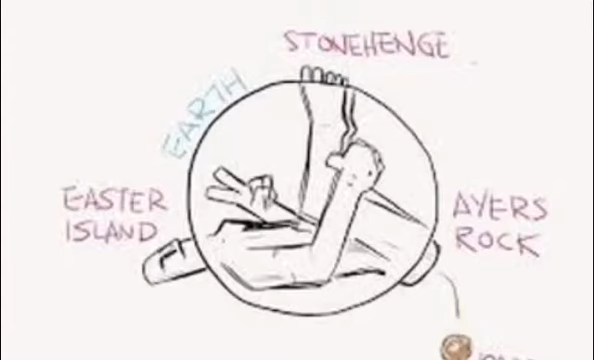 STONEHENGE
EARTH
EASTER
ISLAND
AYERS
ROCK